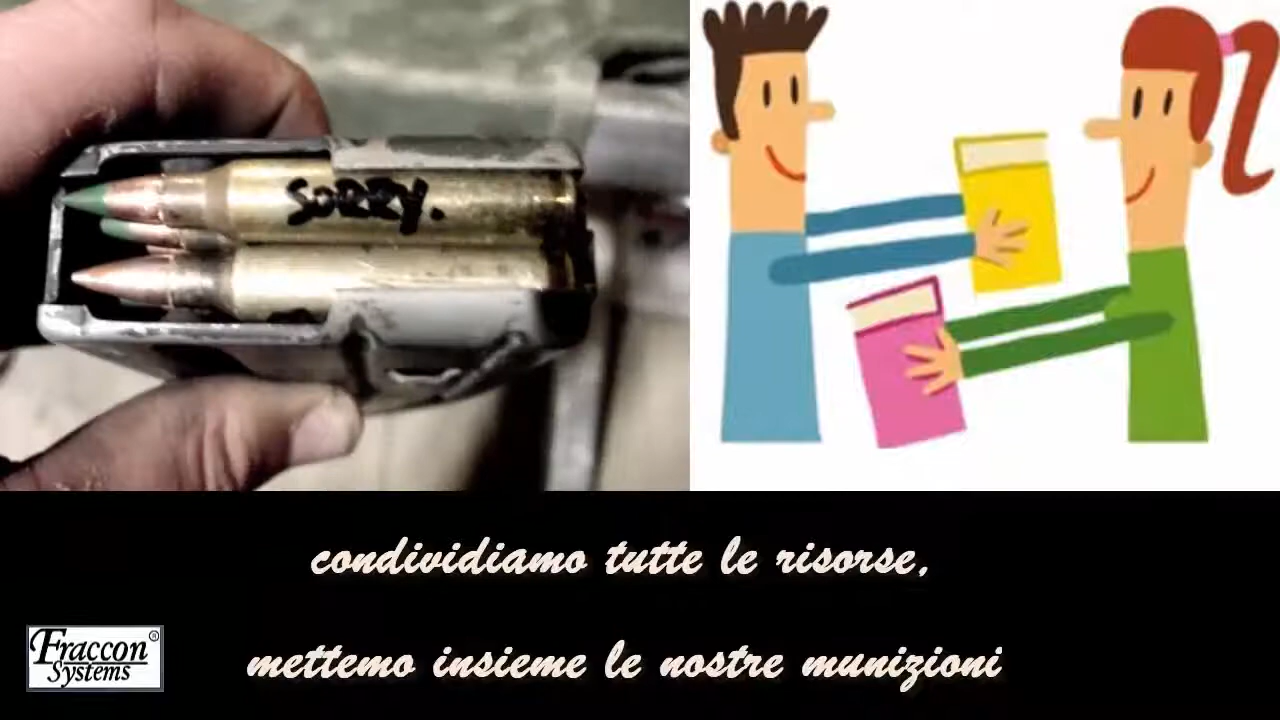 SORRY.
condividiamo tutte le risorse,
mettemo insieme le nostre munizioni
Fraccon®
Systems